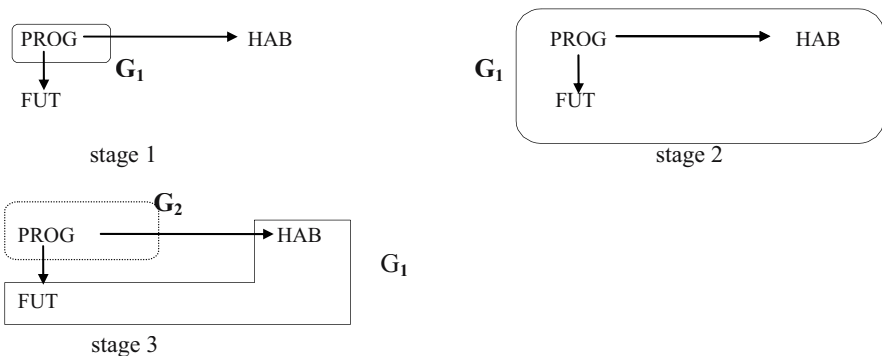 PROG HAB
G1
FUT
stage 1
PROG HAB
G1
FUT
stage 2
G2
PROG HAB
G1
FUT
stage 3